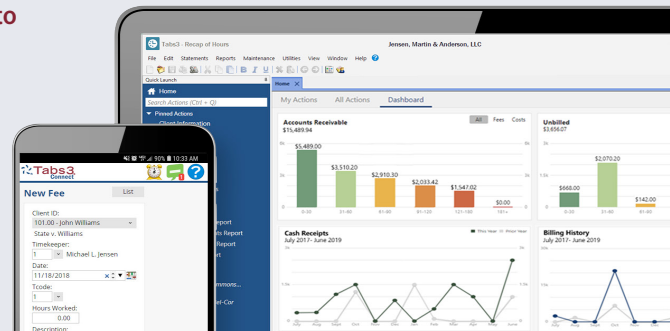 to
Tabs3 - Recap of Hours
Jensen, Martin & Anderson, LLC
File Edit Statements Reports Maintenance Utilities View Window Help
Quick Launch
Home
Home
Search Actions (Ctrl + Q)
Pinned Actions
Client Information
My Actions All Actions Dashboard
Accounts Receivable
$15,489.94
All Fees Costs
$5,489.00
$3,510.20
$2,910.30
$2,033.42
$1,547.02
$0.00
0-30 31-60 61-90 91-120 121-180 181+
Unbilled
$3,656.07
$668.00
$2,070.20
$142.00
0-30 31-60 61-90
Cash Receipts
July 2017- June 2019
This Year Prior Year
Billing History
July 2017- June 2019
90% 10:33 AM
Tabs3
Connect
New Fee
List
Client ID:
101.00 - John Williams
State v. Williams
Timekeeper:
1 Michael L. Jensen
Date:
11/18/2018
Tcode:
1
Hours Worked:
0.00
Description: